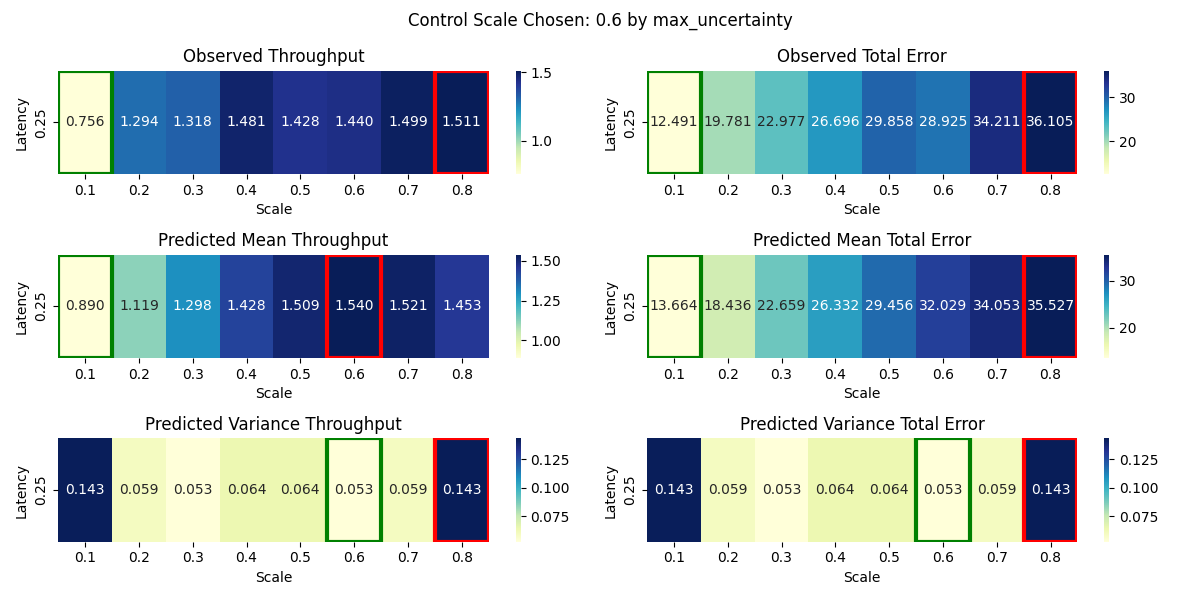 Control Scale Chosen: 0.6 by max_uncertainty
Observed Throughput
Latency
0.25
0.756 1.294 1.318 1.481 1.428 1.440 1.499 1.511
0.1 0.2 0.3 0.4 0.5 0.6 0.7 0.8
Scale
1.5
1.0
Observed Total Error
Latency
0.25
12.491 19.781 22.977 26.696 29.858 28.925 34.211 36.105
0.1 0.2 0.3 0.4 0.5 0.6 0.7 0.8
Scale
30
20
Predicted Mean Throughput
Latency
0.25
0.890 1.119 1.298 1.428 1.509 1.540 1.521 1.453
0.1 0.2 0.3 0.4 0.5 0.6 0.7 0.8
Scale
1.50
1.25
1.00
Predicted Mean Total Error
Latency
0.25
13.664 18.436 22.659 26.332 29.456 32.029 34.053 35.527
0.1 0.2 0.3 0.4 0.5 0.6 0.7 0.8
Scale
30
20
Predicted Variance Throughput
Latency
0.25
0.143 0.059 0.053 0.064 0.064 0.053 0.059 0.143
0.1 0.2 0.3 0.4 0.5 0.6 0.7 0.8
Scale
0.125
0.100
0.075
Predicted Variance Total Error
Latency
0.25
0.143 0.059 0.053 0.064 0.064 0.053 0.059 0.143
0.1 0.2 0.3 0.4 0.5 0.6 0.7 0.8
Scale
0.125
0.100
0.075